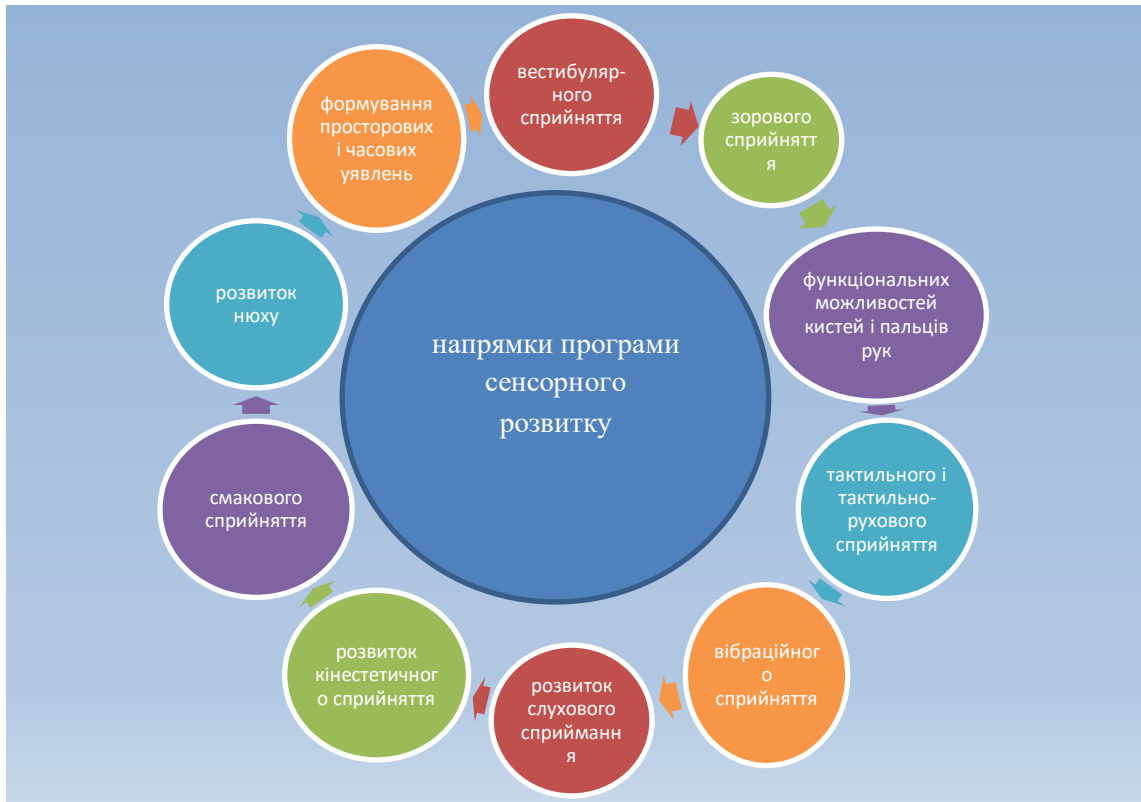 вестибуляр-
ного
сприйняття
зорового
сприйнятт
я
функціональних
можливостей
кистей і пальців
рук
тактильного і
тактильно-
рухового
сприйняття
вібраційног
о
сприйняття
розвиток
слухового
сприйманн
я
розвиток
кінестетичног
о сприйняття
смакового
сприйняття
розвиток
нюху
формування
просторових
і часових
уявлень
напрямки програми
сенсорного
розвитку